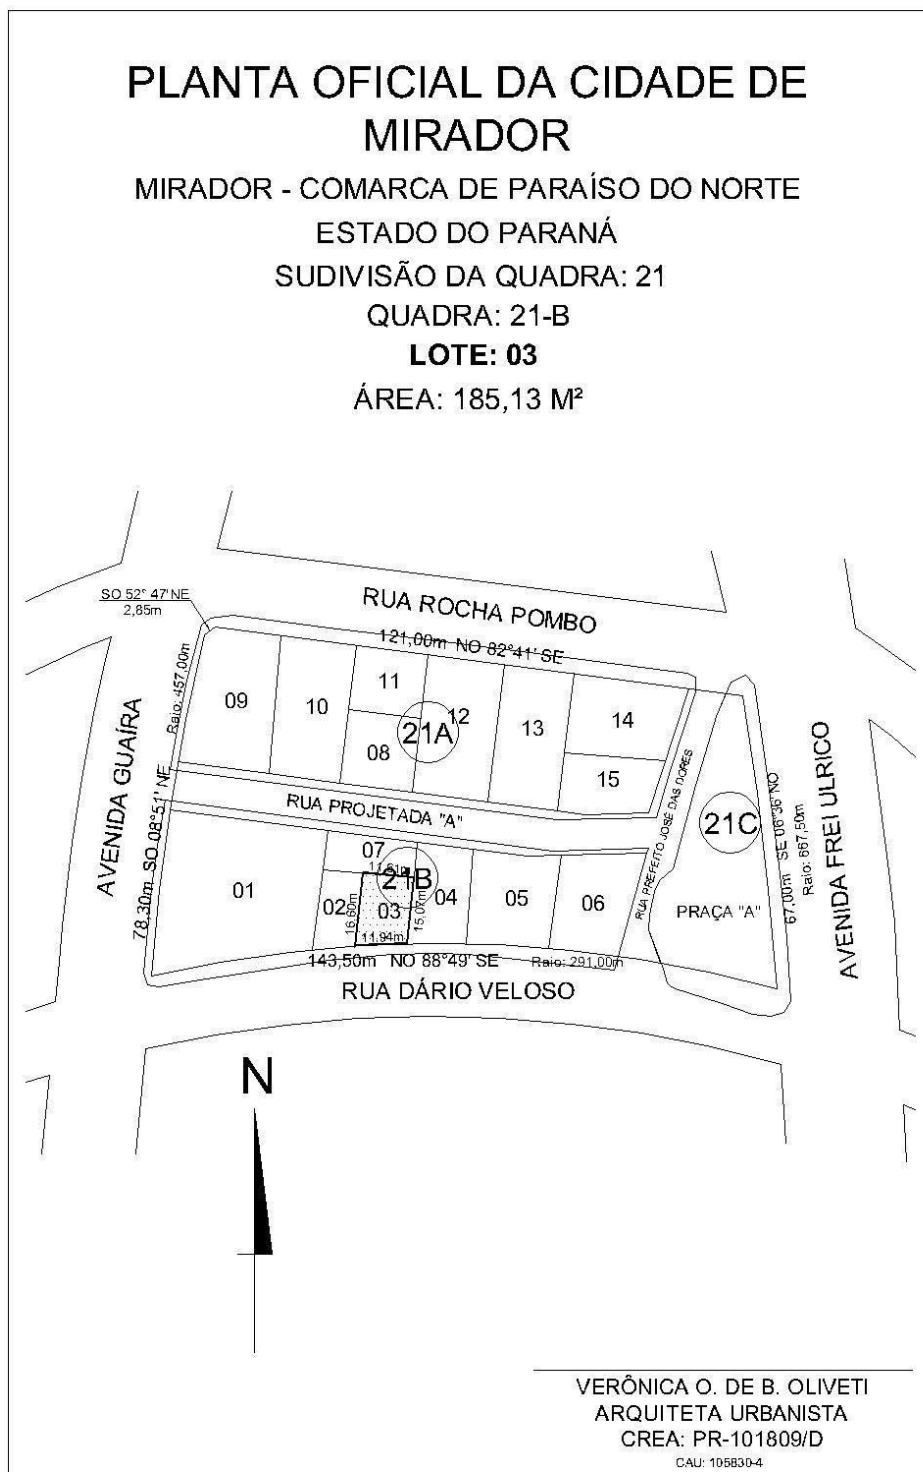 PLANTA OFICIAL DA CIDADE DE
MIRADOR
MIRADOR - COMARCA DE PARAÍSO DO NORTE
ESTADO DO PARANÁ
SUDIVISÃO DA QUADRA: 21
QUADRA: 21-B
LOTE: 03
ÁREA: 185,13 M²
SO 52° 47' NE
2,85m
RUA ROCHA POMBO
121,00m NO 82°41' SE
Raio: 457,00m
09
10
11
12
13
14
08
21A
15
RUA PROJETADA "A"
AVENIDA GUAÍRA
78,30m SO 08°51' NE
RUA PREFEITO JOSÉ DAS DORES
21C
PRAÇA "A"
67,00m SE 06°36' NO
Raio: 667,50m
AVENIDA FREI ULRICO
01
07
11,61m
21B
02
16,60m
03
15,07m
11,94m
04
05
06
143,50m NO 88°49' SE
Raio: 291,00m
RUA DÁRIO VELOSO
N
VERÔNICA O. DE B. OLIVETI
ARQUITETA URBANISTA
CREA: PR-101809/D
CAU: 105830-4